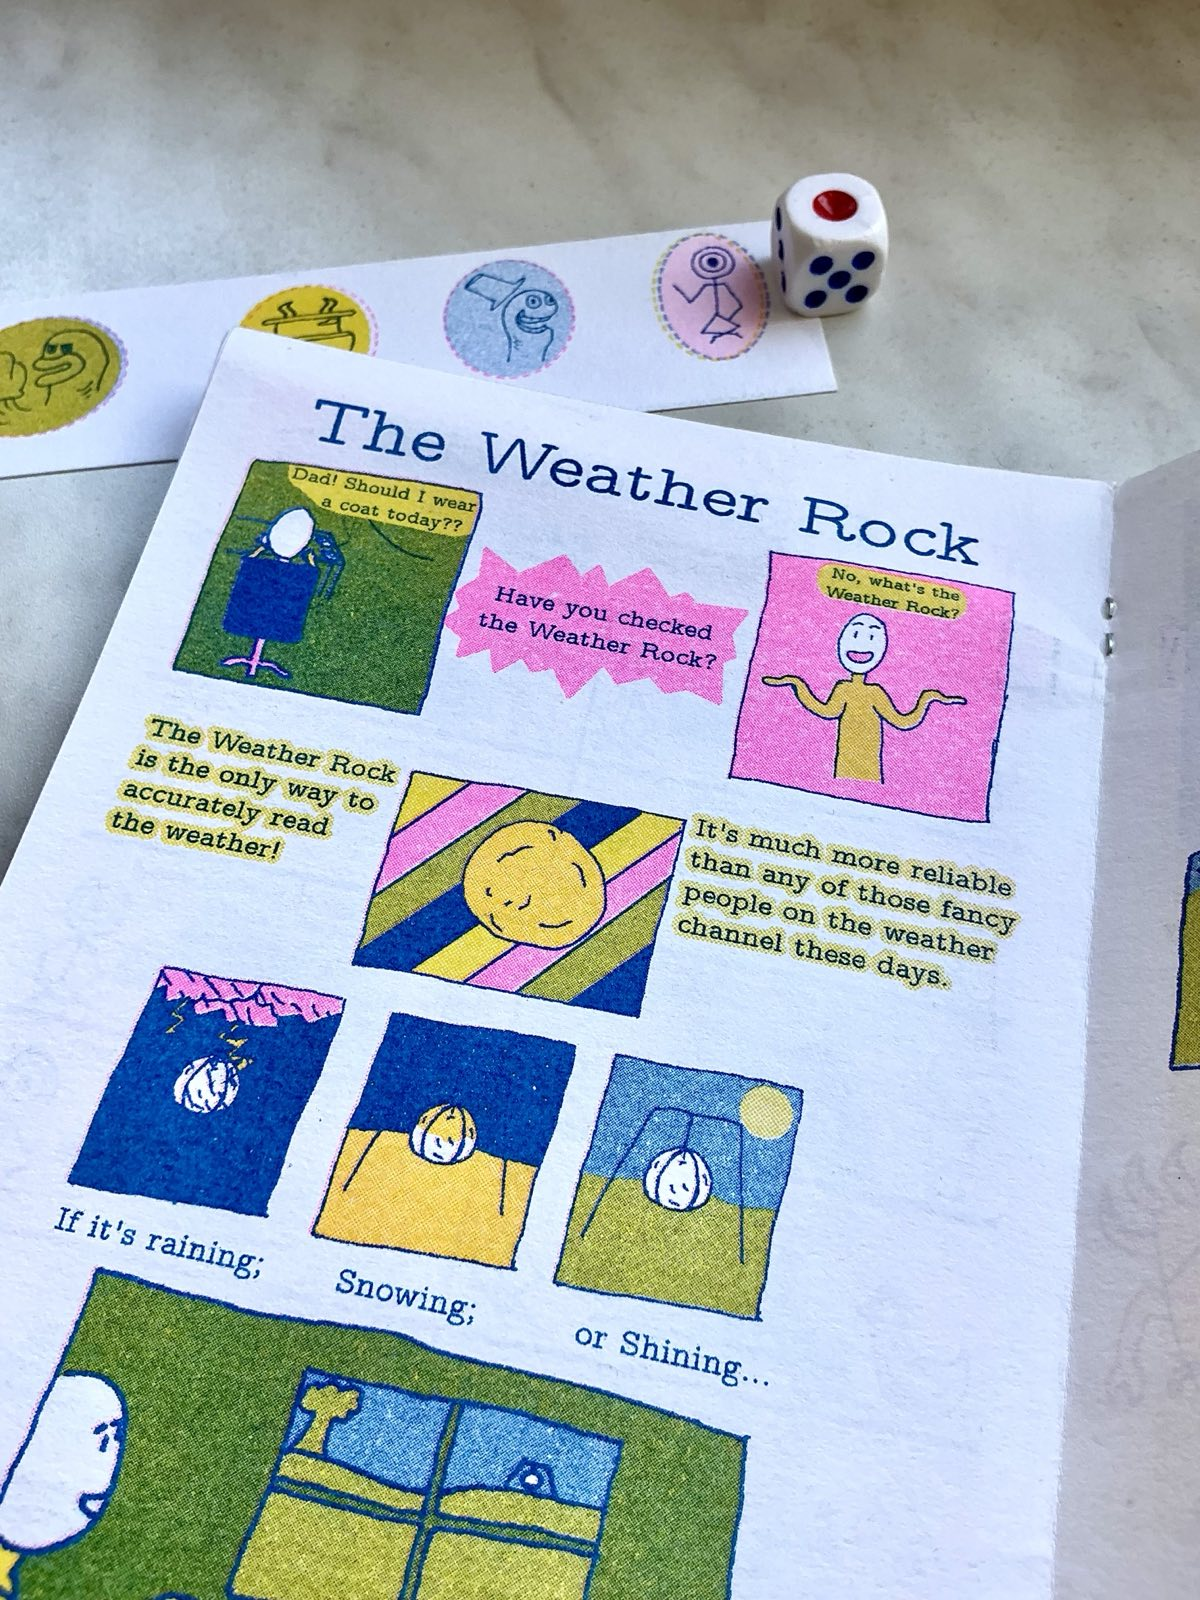 The Weather Rock
Dad! Should I wear
a coat today??
Have you checked
the Weather Rock?
No, what's the
Weather Rock?
The Weather Rock
is the only way to
accurately read
the weather!
It's much more reliable
than any of those fancy
people on the weather
channel these days.
If it's raining;
Snowing;
or Shining...